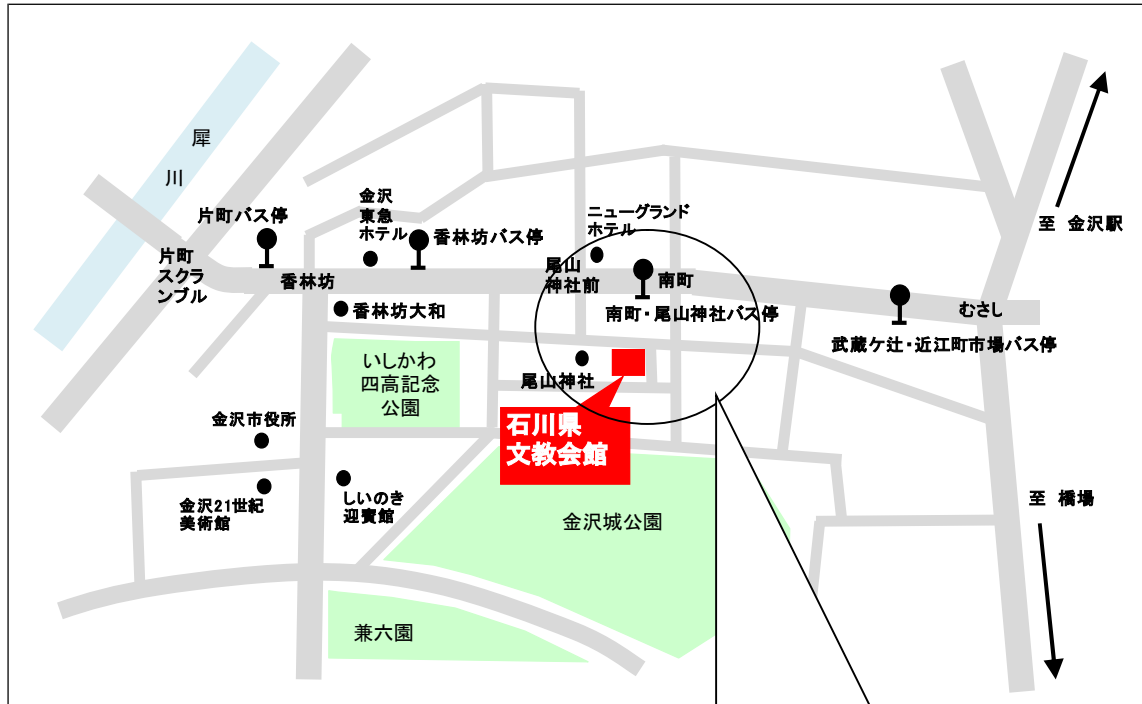 犀
川
片町バス停
金沢
東急
ホテル
香林坊バス停
ニューグランド
ホテル
至 金沢駅
片町
スクラ
ンブル
香林坊
尾山
神社前
南町
香林坊大和
南町・尾山神社バス停
むさし
武蔵ケ辻・近江町市場バス停
いしかわ
四高記念
公園
尾山神社
石川県
文教会館
金沢市役所
金沢21世紀
美術館
しいのき
迎賓館
金沢城公園
至 橋場
兼六園